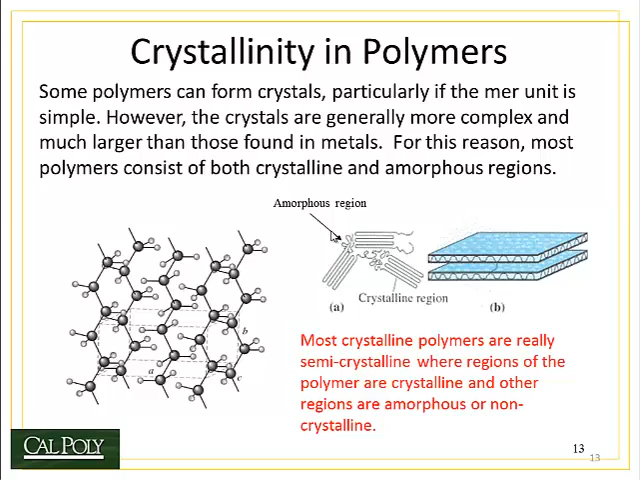 Crystallinity in Polymers
Some polymers can form crystals, particularly if the mer unit is
simple. However, the crystals are generally more complex and
much larger than those found in metals. For this reason, most
polymers consist of both crystalline and amorphous regions.
Amorphous region
Crystalline region
(a)
(b)
b
a
c
Most crystalline polymers are really
semi-crystalline where regions of the
polymer are crystalline and other
regions are amorphous or non-
crystalline.
CAL POLY
13
13